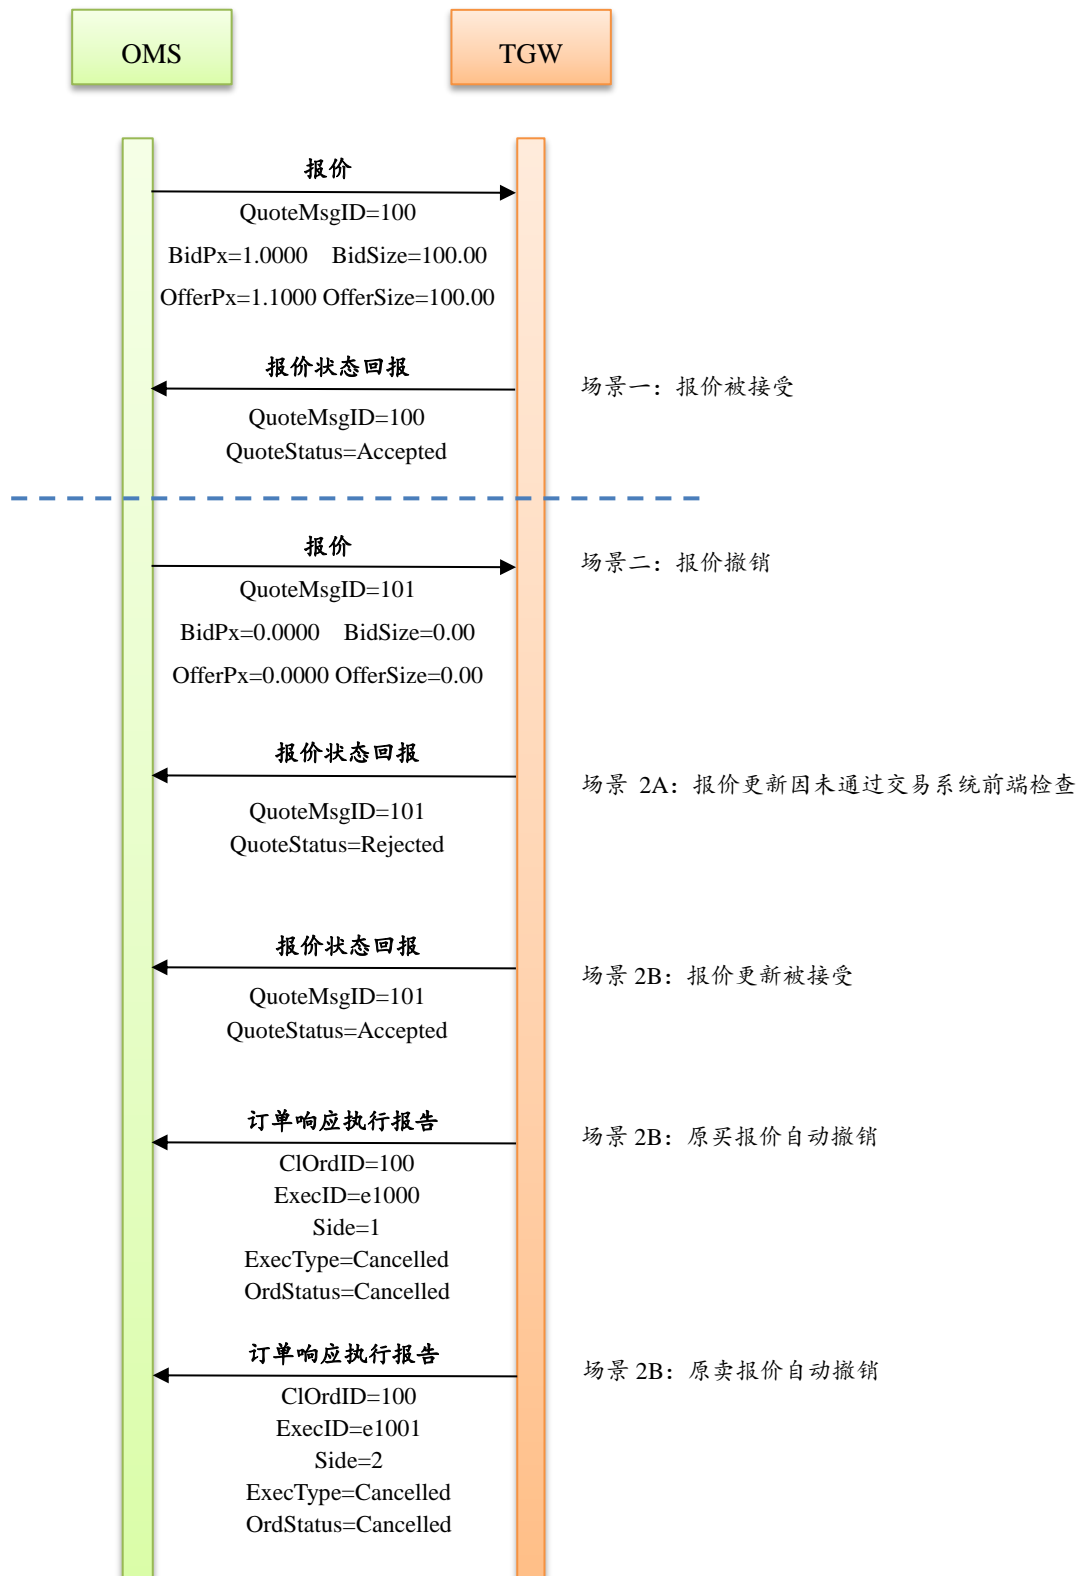 OMS
TGW
报价
QuoteMsgID=100
BidPx=1.0000 BidSize=100.00
OfferPx=1.1000 OfferSize=100.00
报价状态回报
场景一：报价被接受
QuoteMsgID=100
QuoteStatus=Accepted
报价
场景二：报价撤销
QuoteMsgID=101
BidPx=0.0000 BidSize=0.00
OfferPx=0.0000 OfferSize=0.00
报价状态回报
场景 2A：报价更新因未通过交易系统前端检查
QuoteMsgID=101
QuoteStatus=Rejected
报价状态回报
场景 2B：报价更新被接受
QuoteMsgID=101
QuoteStatus=Accepted
订单响应执行报告
场景 2B：原买报价自动撤销
ClOrdID=100
ExecID=e1000
Side=1
ExecType=Cancelled
OrdStatus=Cancelled
订单响应执行报告
场景 2B：原卖报价自动撤销
ClOrdID=100
ExecID=e1001
Side=2
ExecType=Cancelled
OrdStatus=Cancelled